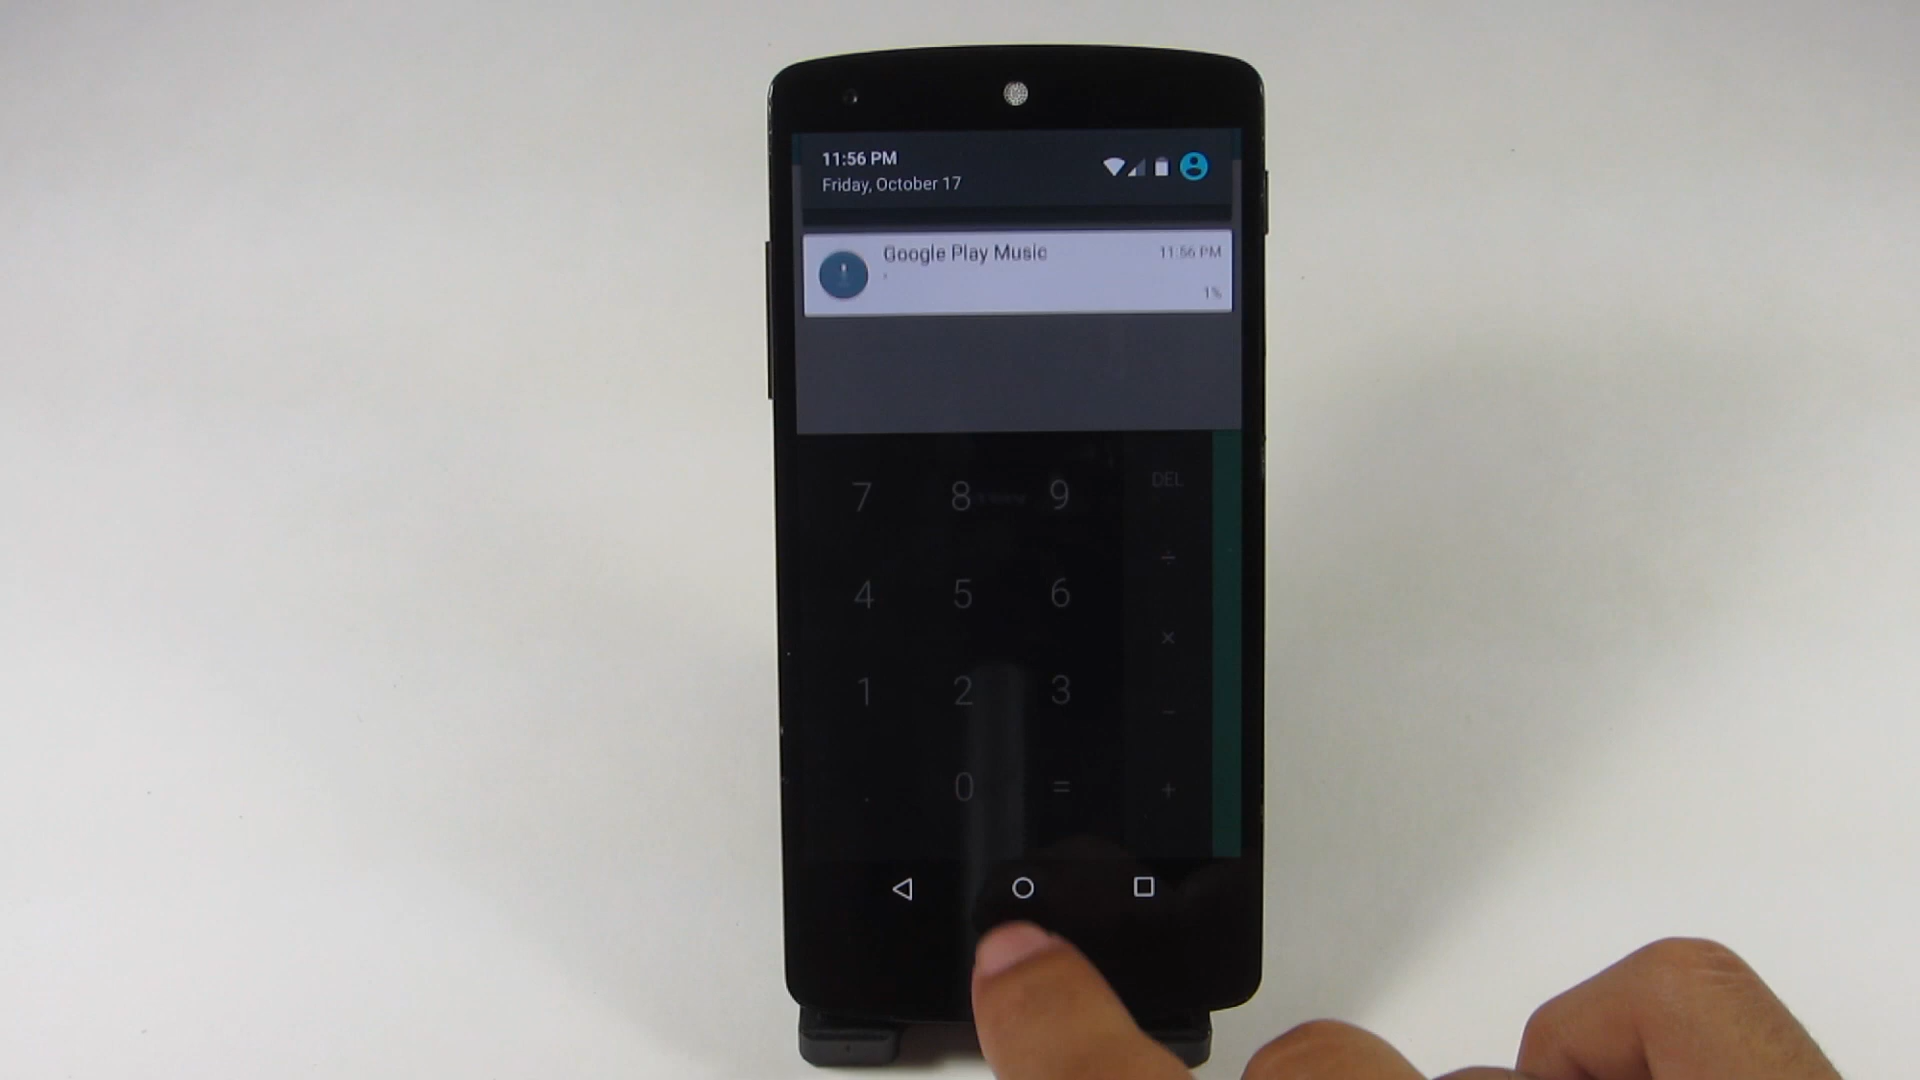 11:56 PM
Friday, October 17
Google Play Music 11:56 PM
1%
7 8 9 DEL
÷
4 5 6
×
1 2 3
−
. 0 = +